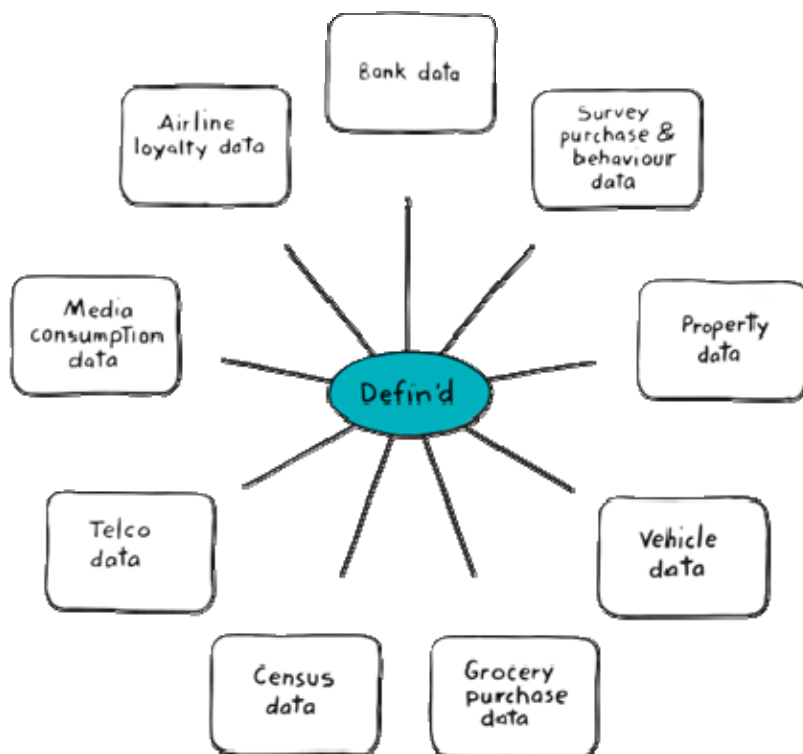 Bank data
Airline
loyalty data
Survey
purchase &
behaviour
data
Media
consumption
data
Property
data
Defin'd
Telco
data
Vehicle
data
Census
data
Grocery
purchase
data